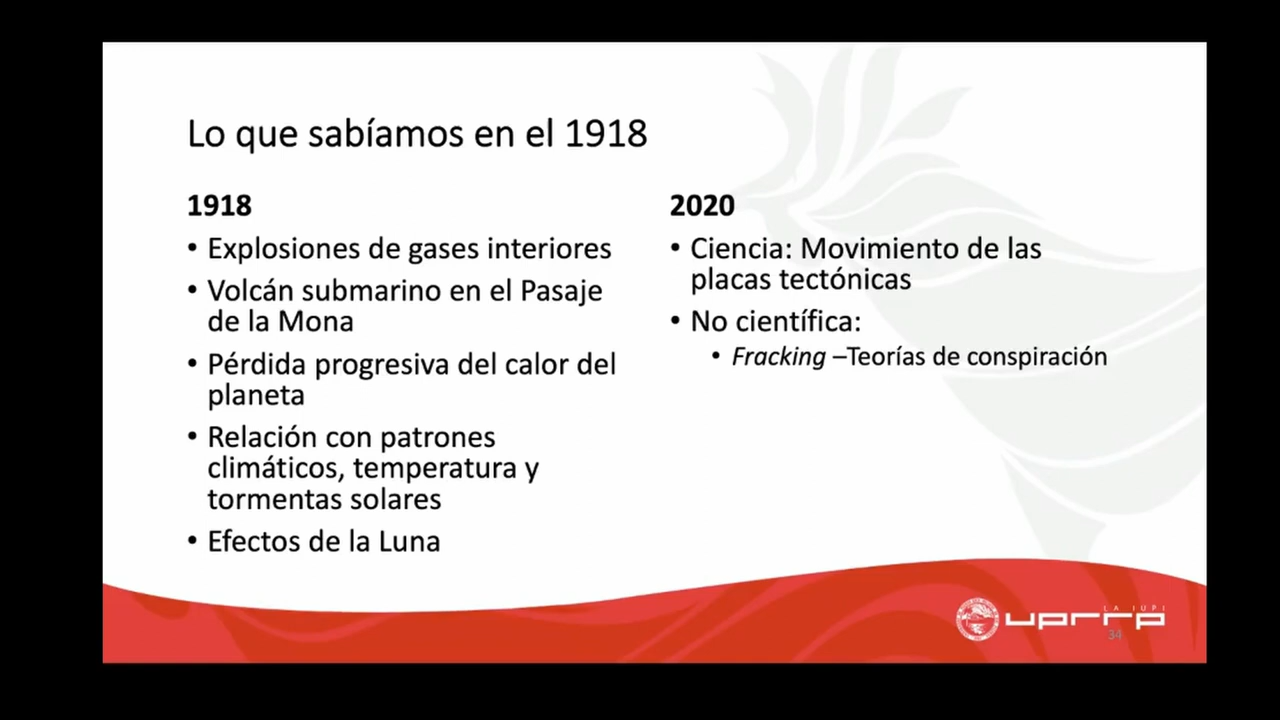 Lo que sabíamos en el 1918
1918
• Explosiones de gases interiores
• Volcán submarino en el Pasaje
de la Mona
• Pérdida progresiva del calor del
planeta
• Relación con patrones
climáticos, temperatura y
tormentas solares
• Efectos de la Luna
2020
• Ciencia: Movimiento de las
placas tectónicas
• No científica:
• Fracking –Teorías de conspiración
LA IUPI
uprrp
34